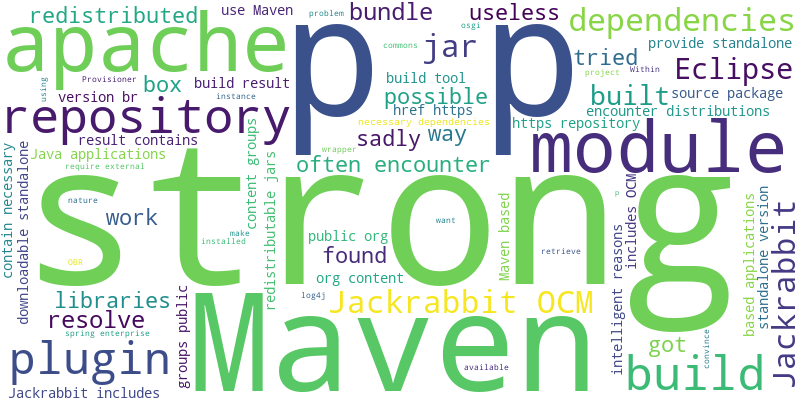 redistributed
use Maven
problem
bundle
osgi
useless
dependencies
apache
p p
commons
jar
tried
provide standalone
Provisioner
box
build result
build tool
possible
Eclipse
Within
project
using
version br
instance
href https
built
source package
encounter distributions
repository
necessary dependencies
https repository
result contains
sadly
way
module
Java applications
wrapper
require external
often encounter
contain necessary
downloadable standalone
content groups
redistributable jars
strong
nature
work
want
public org
installed
make
found
retrieve
OBR
org content
Maven based
p
includes OCM
intelligent reasons
based applications
standalone version
Jackrabbit
libraries
log4j
Jackrabbit OCM
resolve
spring enterprise
groups public
Maven
got
convince
plugin
available
build
Jackrabbit includes